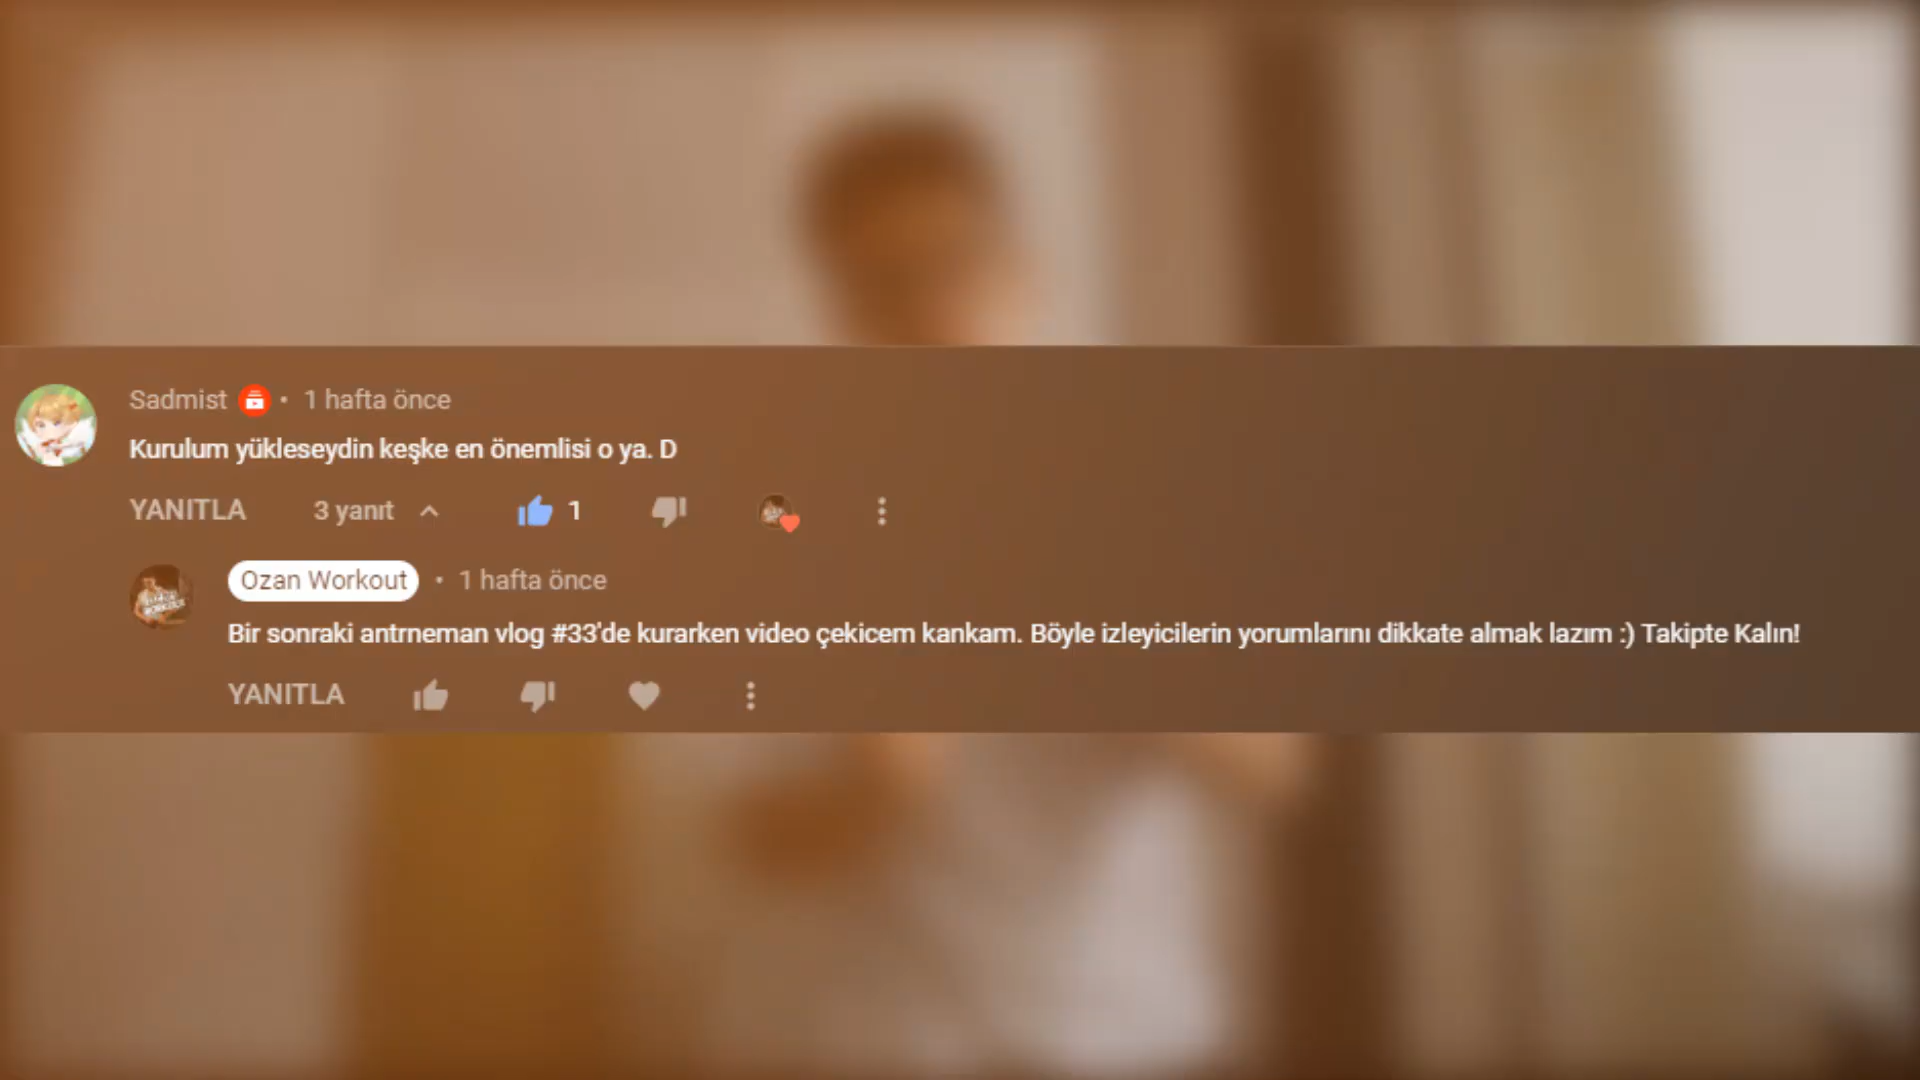 Sadmist • 1 hafta önce
Kurulum yükleseydin keşke en önemlisi o ya. D
YANITLA 3 yanıt 1
Ozan Workout • 1 hafta önce
Bir sonraki antrneman vlog #33'de kurarken video çekicem kankam. Böyle izleyicilerin yorumlarını dikkate almak lazım :) Takipte Kalın!
YANITLA